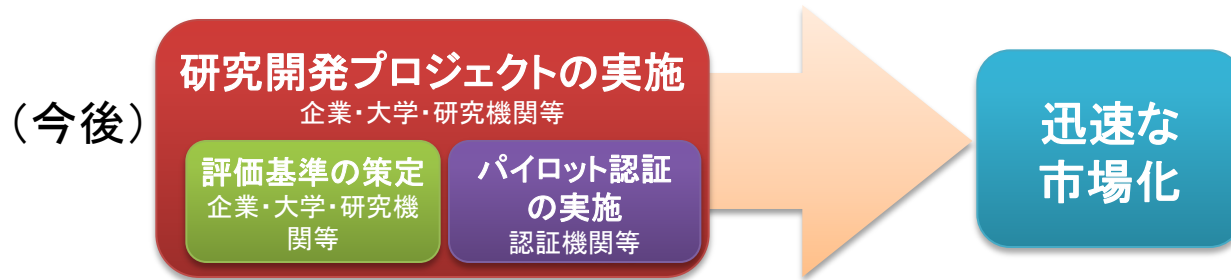 (今後)
研究開発プロジェクトの実施
企業・大学・研究機関等
評価基準の策定
企業・大学・研究機
関等
パイロット認証
の実施
認証機関等
迅速な
市場化